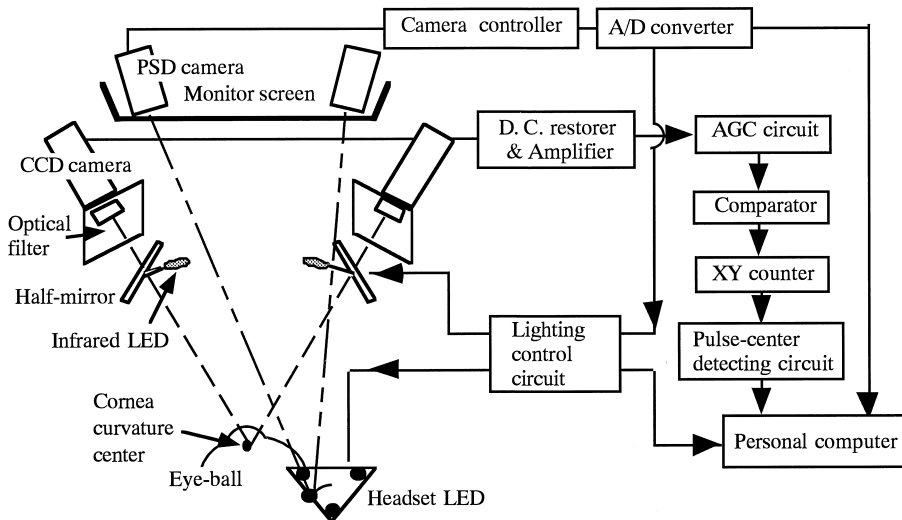 Camera controller
A/D converter
PSD camera
Monitor screen
D. C. restorer
& Amplifier
AGC circuit
CCD camera
Comparator
Optical
filter
XY counter
Half-mirror
Infrared LED
Lighting
control
circuit
Pulse-center
detecting circuit
Cornea
curvature
center
Personal computer
Eye-ball
Headset LED